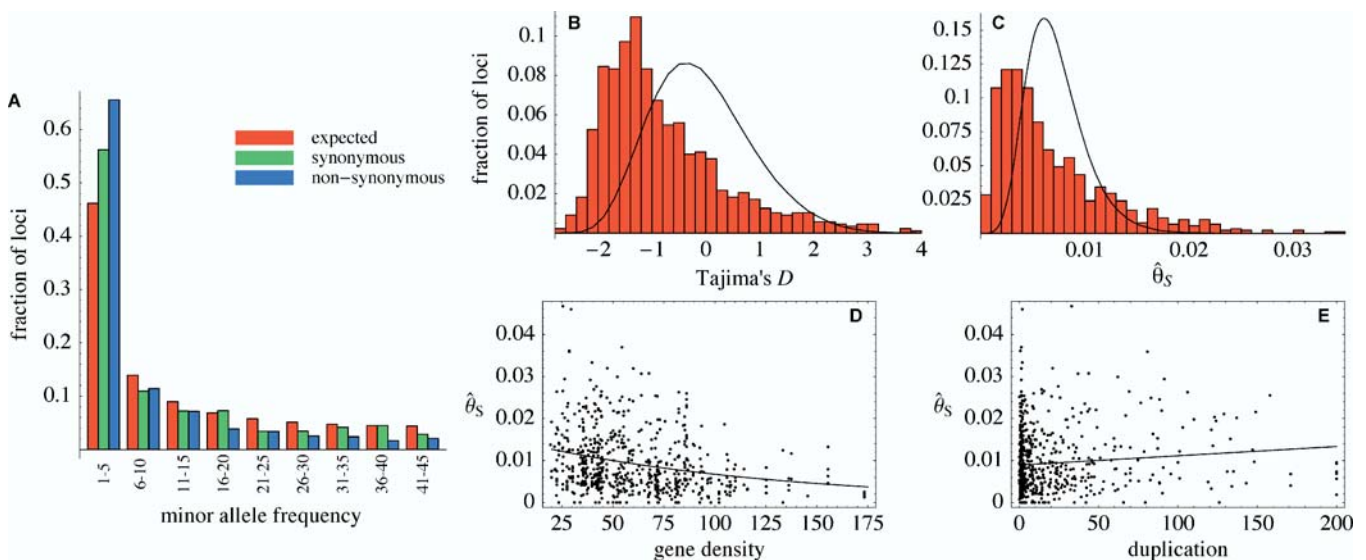 A
fraction of loci
0.6
0.5
0.4
0.3
0.2
0.1
expected
synonymous
non-synonymous
1-5
6-10
11-15
16-20
21-25
26-30
31-35
36-40
41-45
minor allele frequency
B
fraction of loci
0.1
0.08
0.06
0.04
0.02
−2 −1 0 1 2 3 4
Tajima's D
C
0.15
0.125
0.1
0.075
0.05
0.025
0.01 0.02 0.03
θ̂S
D
θ̂S
0.04
0.03
0.02
0.01
0
25 50 75 100 125 150 175
gene density
E
θ̂S
0.04
0.03
0.02
0.01
0
0 50 100 150 200
duplication